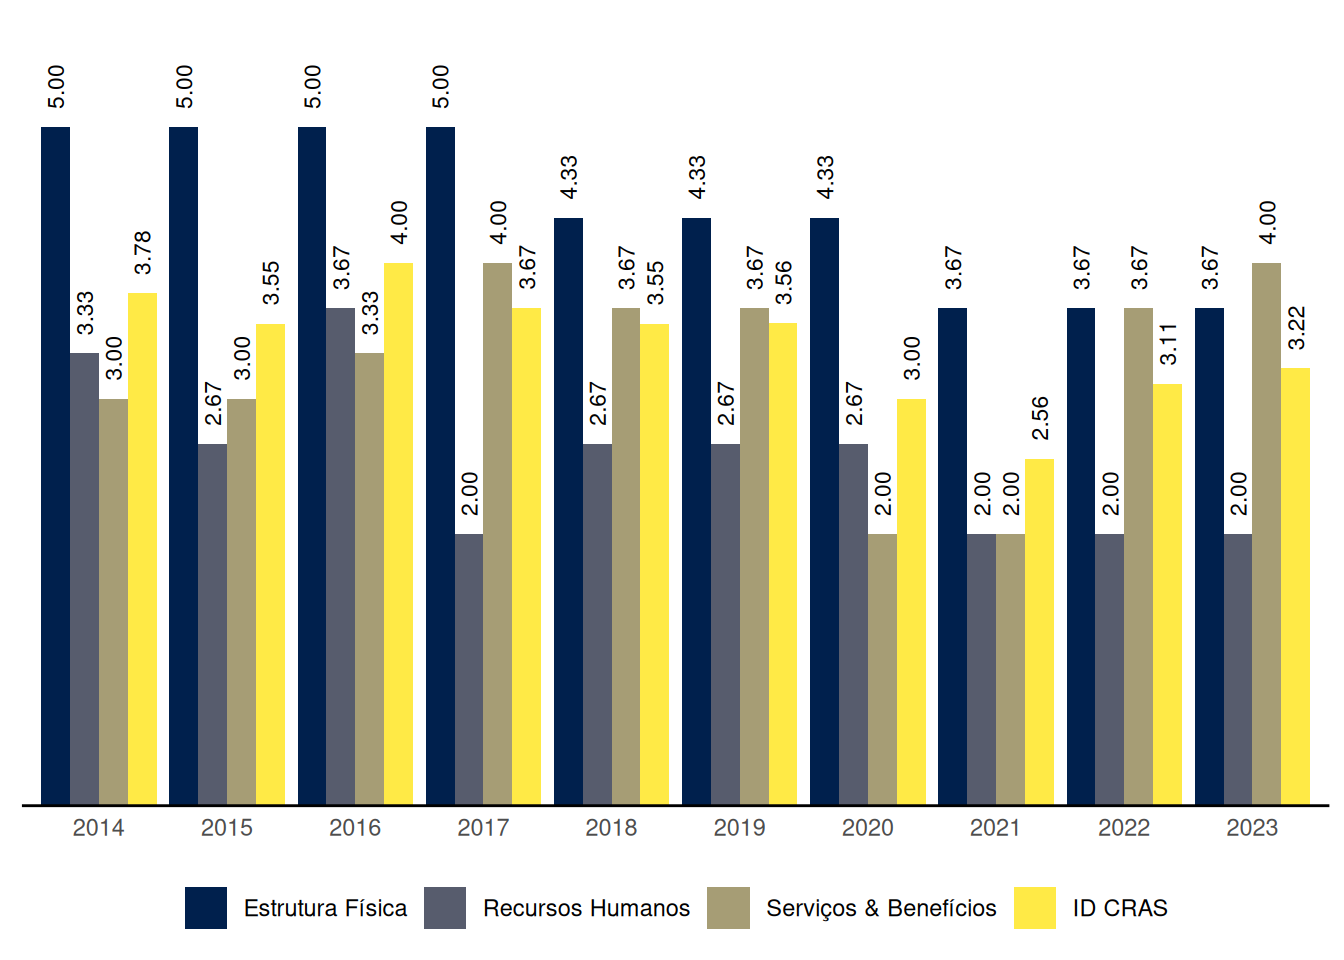 5.00 3.33 3.00 3.78 5.00 2.67 3.00 3.55 5.00 3.67 3.33 4.00 5.00 2.00 4.00 3.67 4.33 2.67 3.67 3.55 4.33 2.67 3.67 3.56 4.33 2.67 2.00 3.00 3.67 2.00 2.00 2.56 3.67 2.00 3.67 3.11 3.67 2.00 4.00 3.22
2014 2015 2016 2017 2018 2019 2020 2021 2022 2023
Estrutura Física Recursos Humanos Serviços & Benefícios ID CRAS